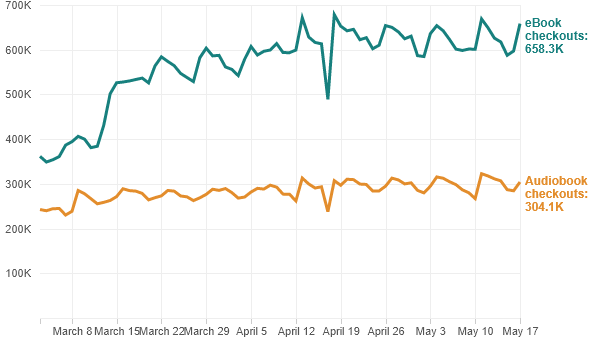 700K
600K
500K
400K
300K
200K
100K
eBook
checkouts:
658.3K
Audiobook
checkouts:
304.1K
March 8 March 15 March 22 March 29 April 5 April 12 April 19 April 26 May 3 May 10 May 17